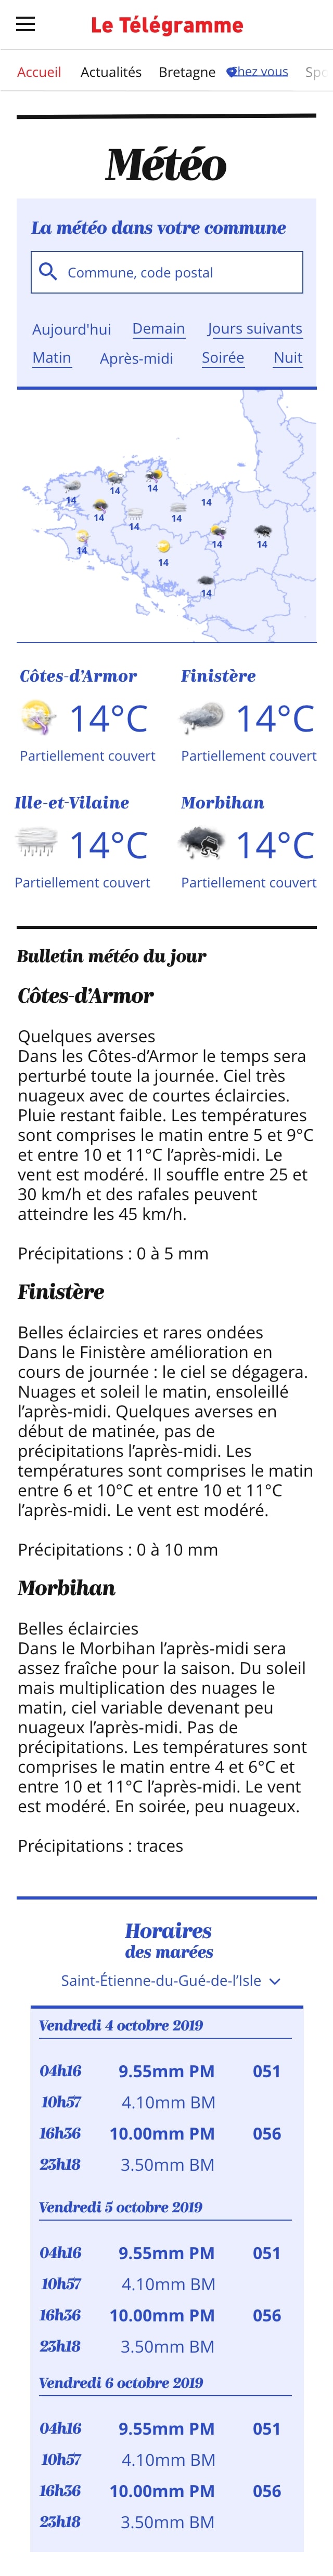 Le Télégramme
Accueil Actualités Bretagne Chez vous Spo
Météo
La météo dans votre commune
Commune, code postal
Aujourd'hui Demain Jours suivants
Matin Après-midi Soirée Nuit
14
14
14
14
14
14
14
14
14
14
14
14
Côtes-d’Armor Finistère
14°C 14°C
Partiellement couvert Partiellement couvert
Ille-et-Vilaine Morbihan
14°C 14°C
Partiellement couvert Partiellement couvert
Bulletin météo du jour
Côtes-d’Armor
Quelques averses
Dans les Côtes-d’Armor le temps sera
perturbé toute la journée. Ciel très
nuageux avec de courtes éclaircies.
Pluie restant faible. Les températures
sont comprises le matin entre 5 et 9°C
et entre 10 et 11°C l’après-midi. Le
vent est modéré. Il souffle entre 25 et
30 km/h et des rafales peuvent
atteindre les 45 km/h.
Précipitations : 0 à 5 mm
Finistère
Belles éclaircies et rares ondées
Dans le Finistère amélioration en
cours de journée : le ciel se dégagera.
Nuages et soleil le matin, ensoleillé
l’après-midi. Quelques averses en
début de matinée, pas de
précipitations l’après-midi. Les
températures sont comprises le matin
entre 6 et 10°C et entre 10 et 11°C
l’après-midi. Le vent est modéré.
Précipitations : 0 à 10 mm
Morbihan
Belles éclaircies
Dans le Morbihan l’après-midi sera
assez fraîche pour la saison. Du soleil
mais multiplication des nuages le
matin, ciel variable devenant peu
nuageux l’après-midi. Pas de
précipitations. Les températures sont
comprises le matin entre 4 et 6°C et
entre 10 et 11°C l’après-midi. Le vent
est modéré. En soirée, peu nuageux.
Précipitations : traces
Horaires
des marées
Saint-Étienne-du-Gué-de-l’Isle
Vendredi 4 octobre 2019
04h16 9.55mm PM 051
10h57 4.10mm BM
16h36 10.00mm PM 056
23h18 3.50mm BM
Vendredi 5 octobre 2019
04h16 9.55mm PM 051
10h57 4.10mm BM
16h36 10.00mm PM 056
23h18 3.50mm BM
Vendredi 6 octobre 2019
04h16 9.55mm PM 051
10h57 4.10mm BM
16h36 10.00mm PM 056
23h18 3.50mm BM